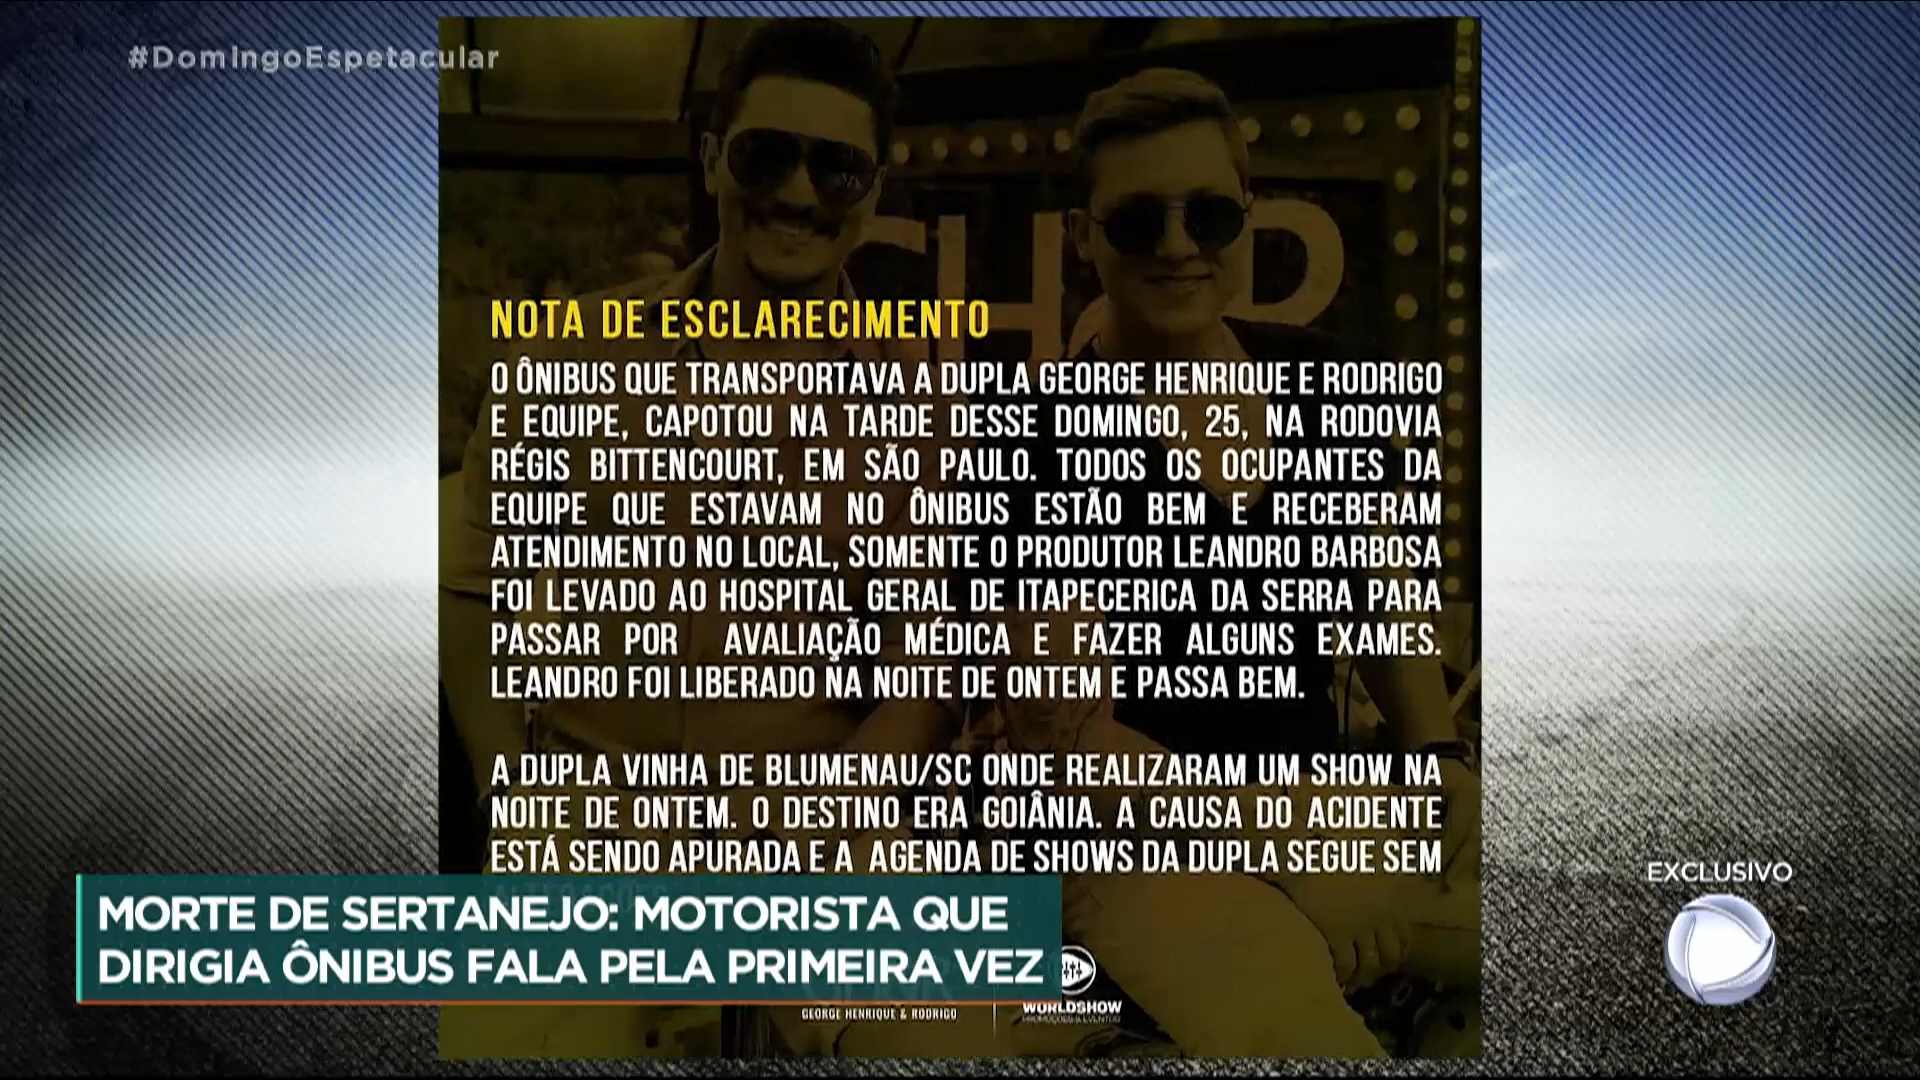 #DomingoEspetacular
NOTA DE ESCLARECIMENTO
O ÔNIBUS QUE TRANSPORTAVA A DUPLA GEORGE HENRIQUE E RODRIGO
E EQUIPE, CAPOTOU NA TARDE DESSE DOMINGO, 25, NA RODOVIA
RÉGIS BITTENCOURT, EM SÃO PAULO. TODOS OS OCUPANTES DA
EQUIPE QUE ESTAVAM NO ÔNIBUS ESTÃO BEM E RECEBERAM
ATENDIMENTO NO LOCAL, SOMENTE O PRODUTOR LEANDRO BARBOSA
FOI LEVADO AO HOSPITAL GERAL DE ITAPECERICA DA SERRA PARA
PASSAR POR AVALIAÇÃO MÉDICA E FAZER ALGUNS EXAMES.
LEANDRO FOI LIBERADO NA NOITE DE ONTEM E PASSA BEM.
A DUPLA VINHA DE BLUMENAU/SC ONDE REALIZARAM UM SHOW NA
NOITE DE ONTEM. O DESTINO ERA GOIÂNIA. A CAUSA DO ACIDENTE
ESTÁ SENDO APURADA E A AGENDA DE SHOWS DA DUPLA SEGUE SEM
MORTE DE SERTANEJO: MOTORISTA QUE
DIRIGIA ÔNIBUS FALA PELA PRIMEIRA VEZ
EXCLUSIVO
GEORGE HENRIQUE & RODRIGO
WORLDSHOW
PROMOÇÕES & EVENTOS